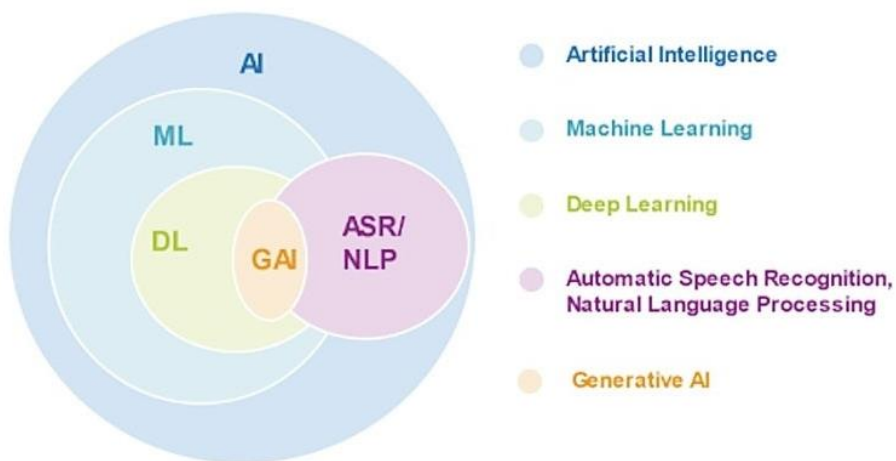 AI
ML
DL
GAI
ASR/
NLP
Artificial Intelligence
Machine Learning
Deep Learning
Automatic Speech Recognition,
Natural Language Processing
Generative AI